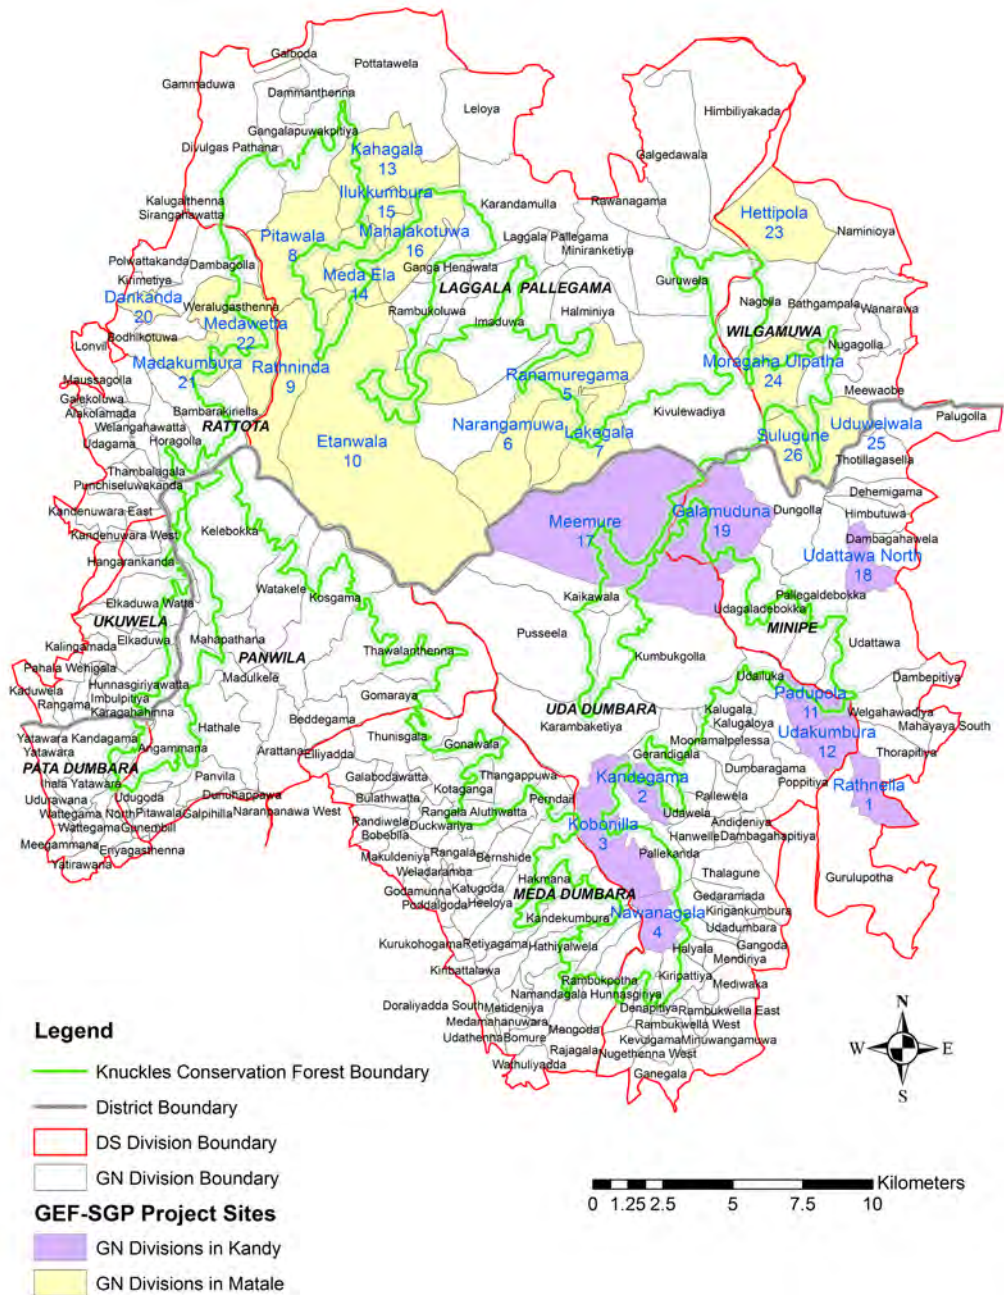 Galboda
Pottatawela
Gammaduwa
Dammanthenna
Leloya
Himbiliyakada
Gangalapuwakpitiya
Divulgas Pathana
Kahagala
13
Galgedawala
Ilukkumbura
15
Kalugalthenna
Siranganawatta
Karandamulla
Rawanagama
Hettipola
23
Pitawala
8
Mahalakotuwa
16
Laggala Pallegama
Miniranketiya
Naminioya
Polwattakanda
Dambagolla
Ganga Henawala
Kirimetiya
Meda Ela
14
LAGGALA PALLEGAMA
Guruwela
Dankanda
20
Weralugasthenna
Rambukoluwa
Halminiya
Nagolla
Bathgampala
Wanarawa
Medawetta
22
Imaduwa
WILGAMUWA
Bodhikotuwa
Nugagolla
Lonvil
Madakumbura
21
Rathninda
9
Ranamuregama
5
Moragaha Ulpatha
24
Maussagolla
Meewaobe
Galekoluwa
Alakolamada
Bambarakiriella
Kivulewadiya
Palugolla
Welangahawatta
RATTOTA
Narangamuwa
6
Lakegala
7
Uduwelwala
25
Udagama
Horagolla
Etanwala
10
Sulugune
26
Thotillagasella
Thambalagala
Punchiseluwakanda
Dehemigama
Kandenuwara East
Meemure
17
Galamuduna
19
Dungolla
Himbutuwa
Kandenuwara West
Kelebokka
Dambagahawela
Hangarankanda
Udattawa North
18
Watakele
Kosgama
Kaikawala
Pallegaldebokka
Elkaduwa Watta
Udagaladebokka
UKUWELA
MINIPE
Elkaduwa
Mahapathana
Pusseela
Udattawa
Kalingamada
PANWILA
Thawalanthenna
Kumbukgolla
Pahala Wehigala
Madulkele
Udailuka
Dambepitiya
Hunnasgiriyawatta
Kaduwela
Imbulpitiya
Gomaraya
Padupola
11
Rangama
Karagahahinna
UDA DUMBARA
Kalugala
Welgahawadiya
Beddegama
Karambaketiya
Kalugaloya
Mahayaya South
Hathale
Udakumbura
12
Yatawara Kandagama
Thunisgala
Moonamalpelessa
Yatawara
Angammana
Arattana
Elliyadda
Gonawala
Gerandigala
Thorapitiya
PATA DUMBARA
Dumbaragama
Panvila
Galabodawatta
Thangappuwa
Kandegama
2
Poppitiya
Rathnella
1
Ihala Yatawara
Kotaganga
Udurawana
Udugoda
Dunuhappawa
Bulathwatta
Perndail
Pallewela
Wattegama North
Pitawala
Galpihilla
Naranpanawa West
Rangala
Aluthwatta
Udawela
Andideniya
Wattegama
Gunembill
Randiwela
Duckwariya
Kobonilla
3
Hanwelle
Dambagahapitiya
Meegammana
Eriyagasthenna
Bobebila
Yatirawana
Makuldeniya
Rangala
Bernshide
Pallekanda
Weladaramba
Thalagune
Gurulupotha
Hakmana
Godamunna
Katugoda
MEDA DUMBARA
Gedaramada
Poddalgoda
Heeloya
Kandekumbura
Nawanagala
4
Kingankumbura
Udadumbara
Kurukohogama
Retiyagama
Hathiyalwela
Halyala
Gangoda
Mendiriya
Kiribattalawa
Rambukpotha
Kiripattiya
Mediwaka
Namandagala
Hunnasgiriya
Doraliyadda South
Metideniya
Denapitiya
Rambukwella East
Medamahanuwara
Mangoda
Rambukwella West
Udathenna
Bomure
Kevulgama
Minuwangamuwa
Rajagala
Nugethenna West
Wathuliyadda
Ganegala
N
W
E
S
Legend
Knuckles Conservation Forest Boundary
District Boundary
DS Division Boundary
GN Division Boundary
GEF-SGP Project Sites
GN Divisions in Kandy
GN Divisions in Matale
Kilometers
0 1.25 2.5 5 7.5 10